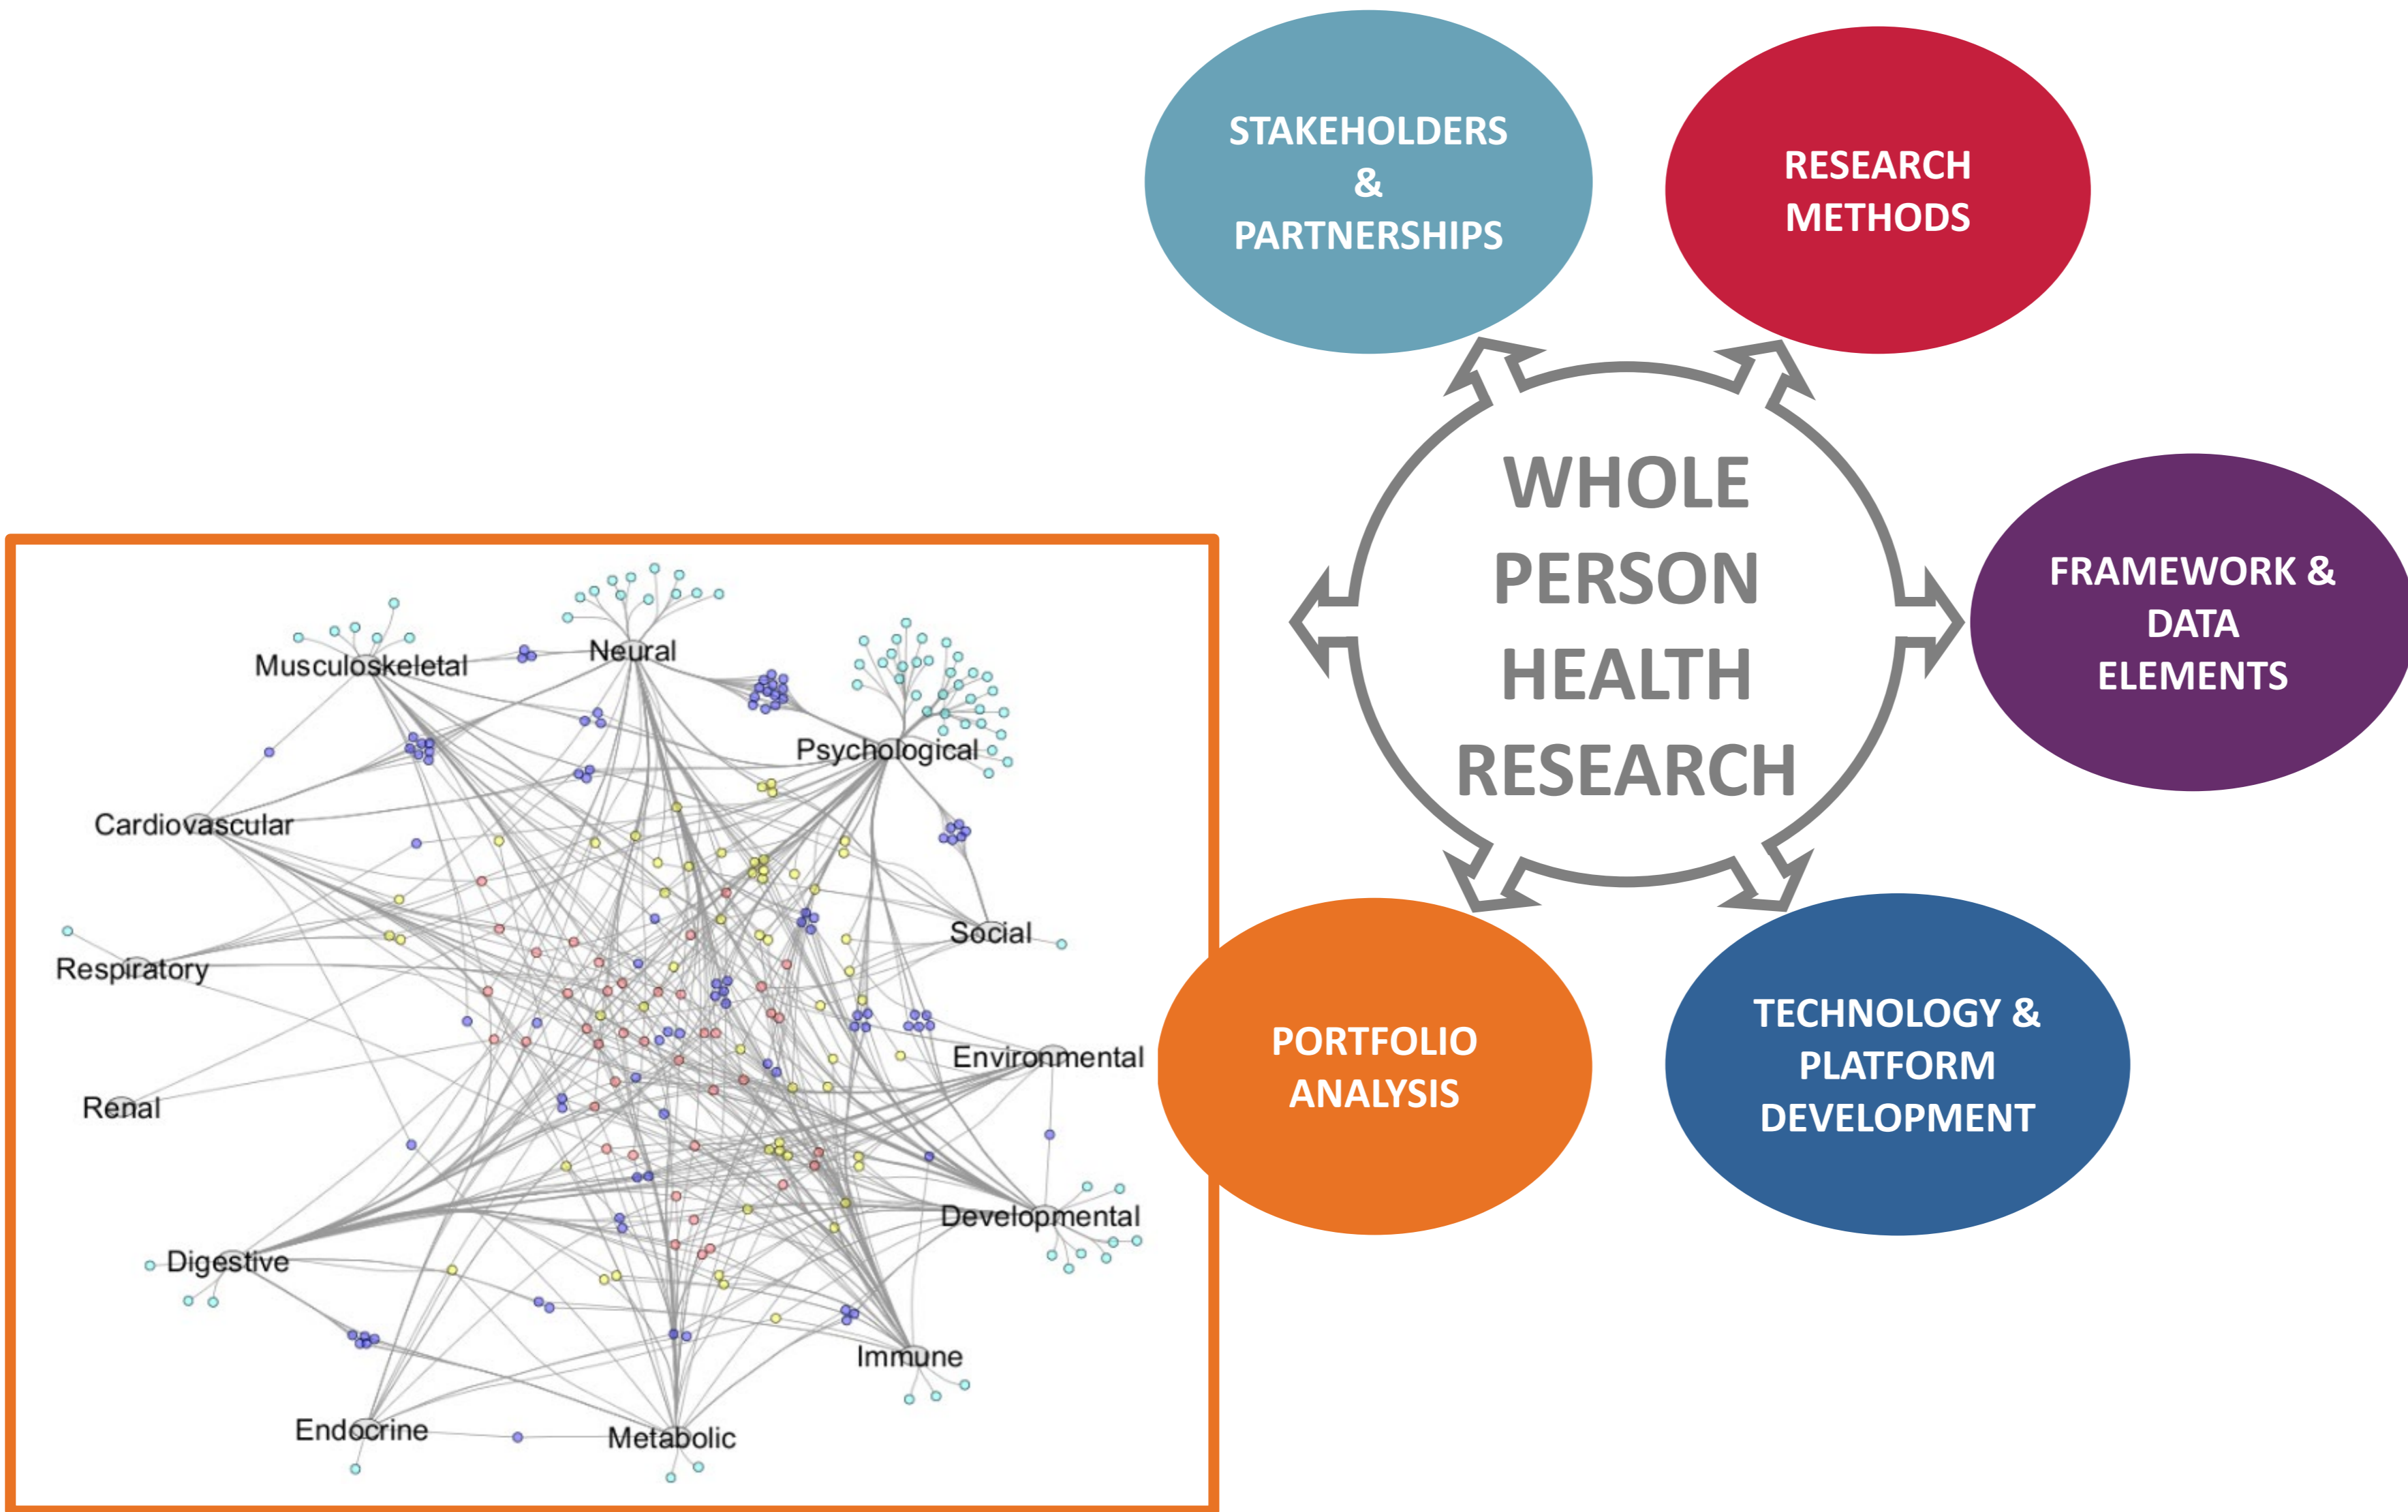 STAKEHOLDERS
&
PARTNERSHIPS
RESEARCH
METHODS
WHOLE
PERSON
HEALTH
RESEARCH
FRAMEWORK &
DATA
ELEMENTS
PORTFOLIO
ANALYSIS
TECHNOLOGY &
PLATFORM
DEVELOPMENT
Neural
Musculoskeletal
Psychological
Cardiovascular
Social
Respiratory
Environmental
Renal
Developmental
Digestive
Immune
Endocrine
Metabolic